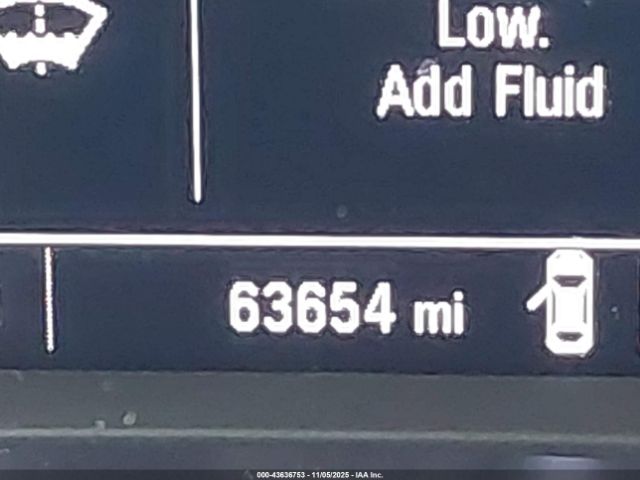 Low.
Add Fluid
63654 mi
000-43636753 - 11/05/2025 - IAA Inc.